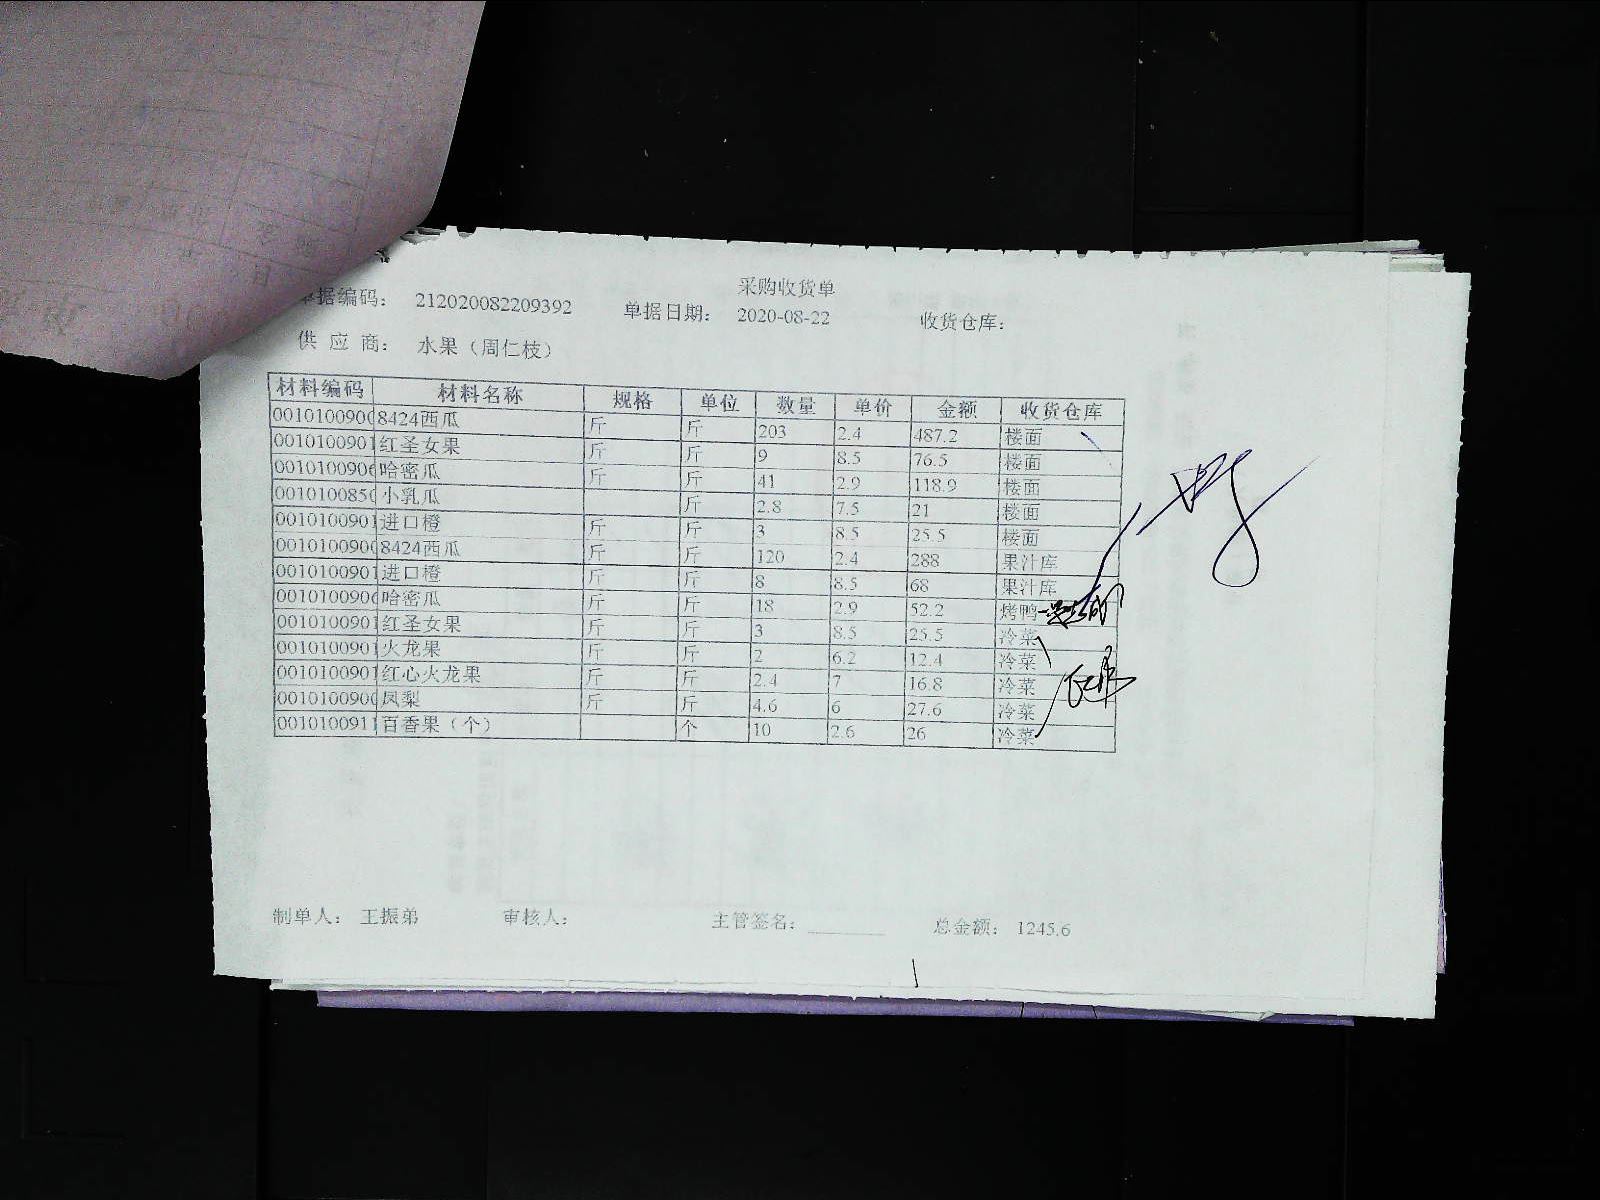 采购收货单
单据编码： 212020082209392 单据日期： 2020-08-22 收货仓库：
供 应 商： 水果（周仁枝）
材料编码 材料名称 规格 单位 数量 单价 金额 收货仓库
001010090 8424西瓜 斤 斤 203 2.4 487.2 楼面
001010901 红圣女果 斤 斤 9 8.5 76.5 楼面
001010090 哈密瓜 斤 斤 41 2.9 118.9 楼面
001010085 小乳瓜 斤 2.8 7.5 21 楼面
0010100901 进口橙 斤 斤 3 8.5 25.5 楼面
001010090 8424西瓜 斤 斤 120 2.4 288 果汁库
0010100901 进口橙 斤 斤 8 8.5 68 果汁库
001010090 哈密瓜 斤 斤 18 2.9 52.2 烤鸭
0010100901 红圣女果 斤 斤 3 8.5 25.5 冷菜
0010100901 火龙果 斤 斤 2 6.2 12.4 冷菜
0010100901 红心火龙果 斤 斤 2.4 7 16.8 冷菜
001010090 凤梨 斤 斤 4.6 6 27.6 冷菜
0010100911 百香果（个） 个 10 2.6 26 冷菜
制单人： 王振弟 审核人： 主管签名： 总金额： 1245.6